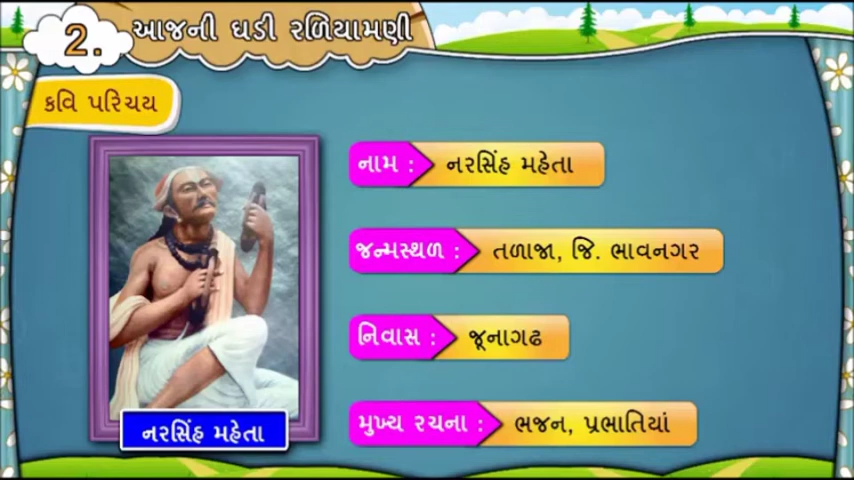 2. આજની ઘડી રળિયામણી
કવિ પરિચય
નામ : નરસિંહ મહેતા
જન્મસ્થળ : તળાજા, જિ. ભાવનગર
નિવાસ : જૂનાગઢ
મુખ્ય રચના : ભજન, પ્રભાતિયાં
નરસિંહ મહેતા